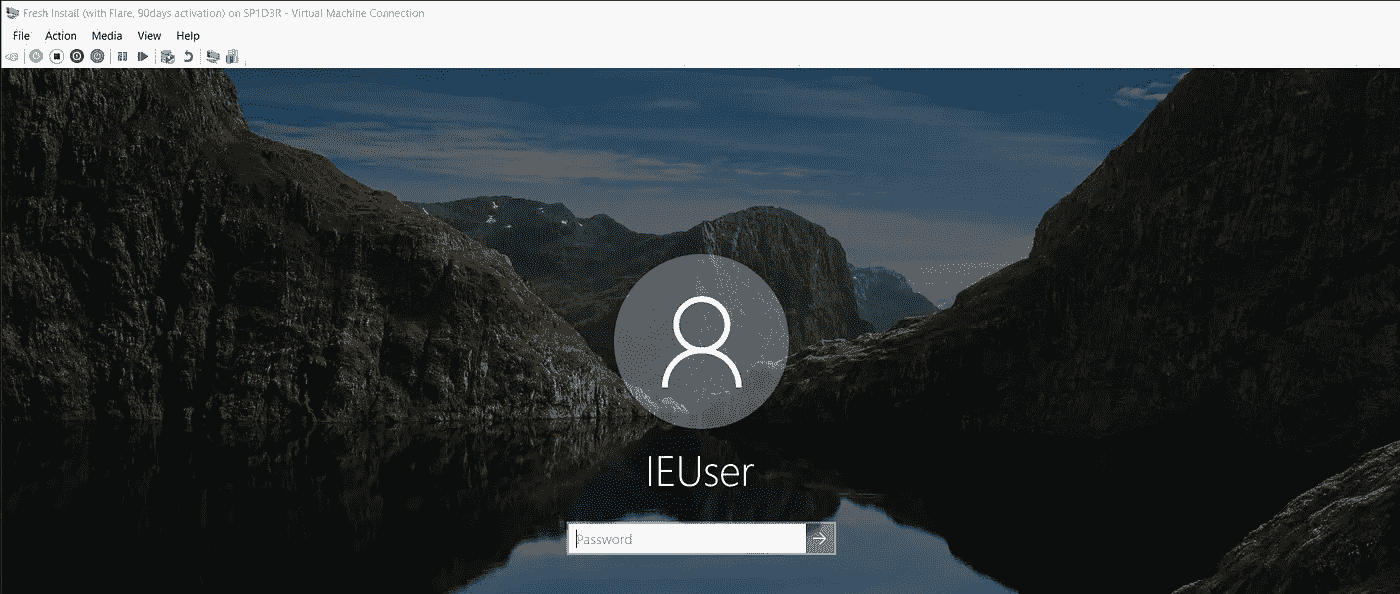 Fresh Install (with Flare, 90days activation) on SP1D3R - Virtual Machine Connection
File Action Media View Help
IEUser
Password